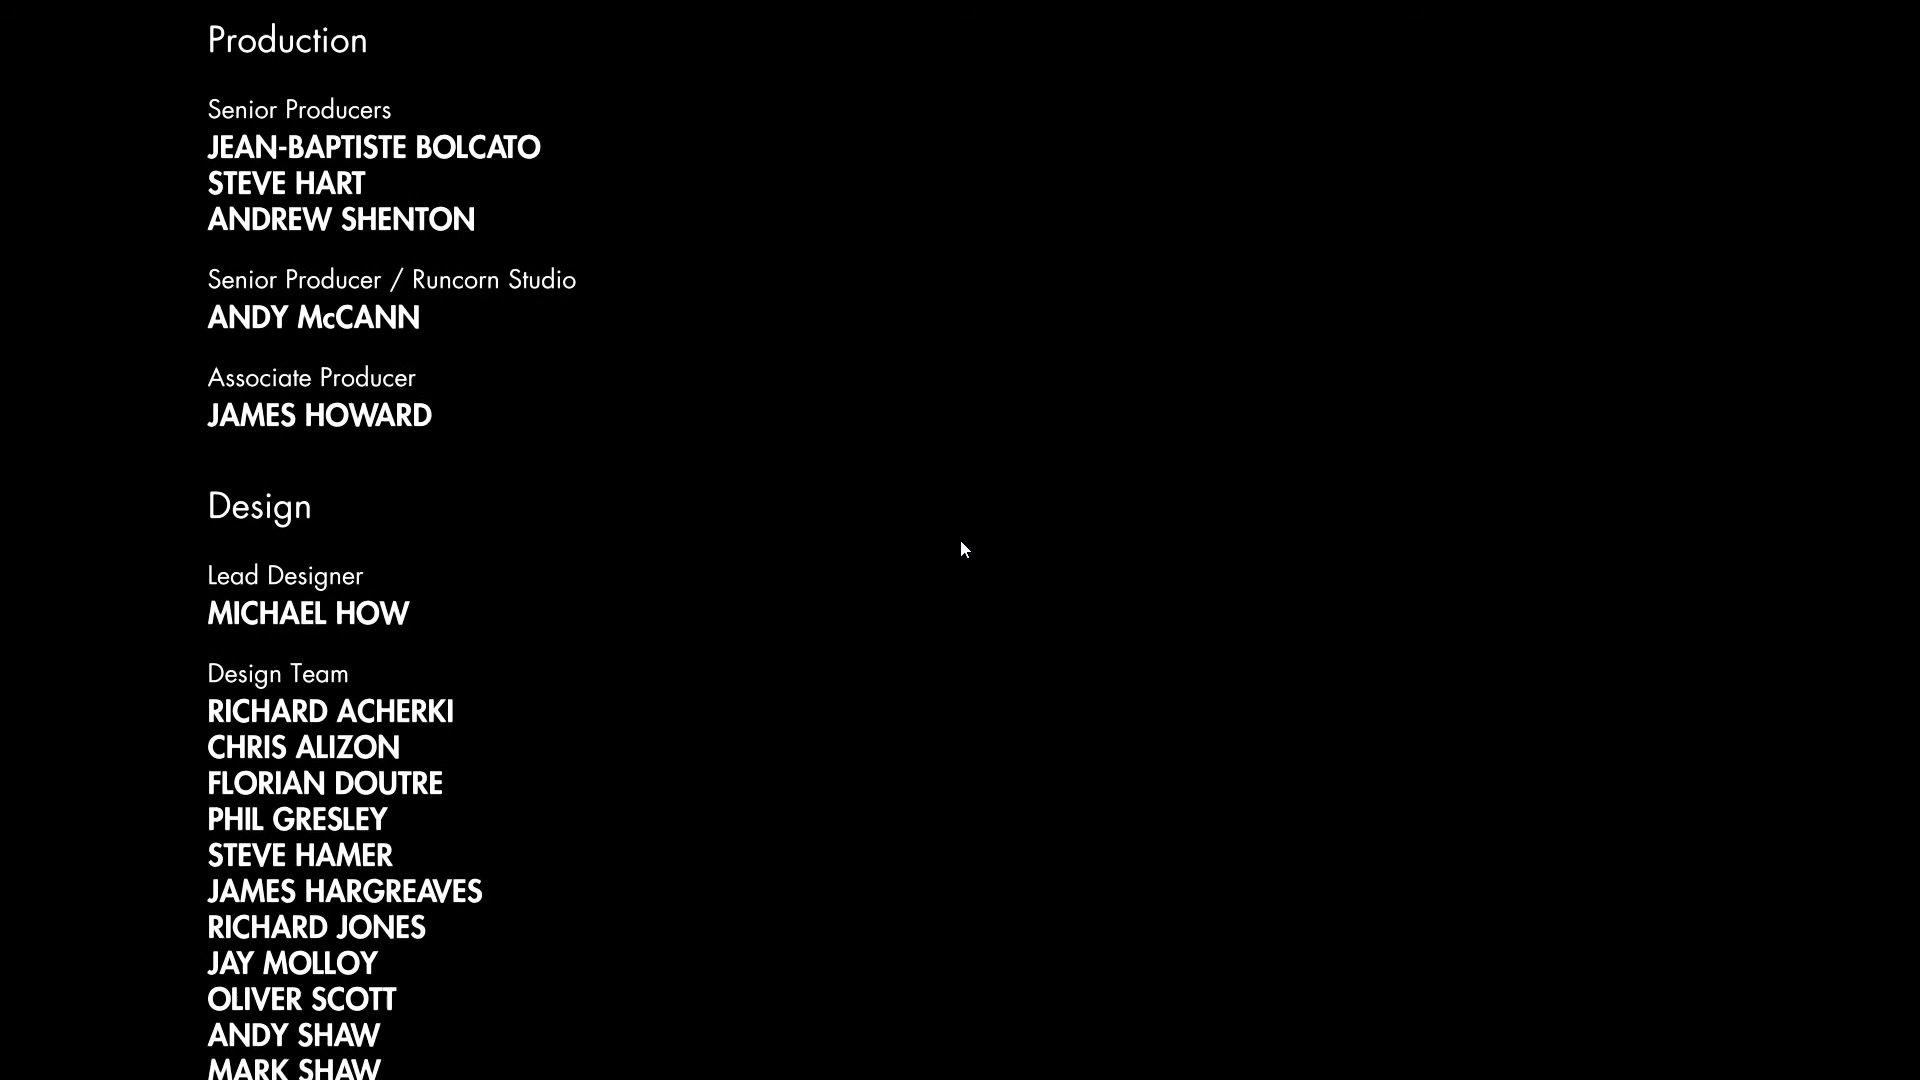 Production
Senior Producers
JEAN-BAPTISTE BOLCATO
STEVE HART
ANDREW SHENTON
Senior Producer / Runcorn Studio
ANDY McCANN
Associate Producer
JAMES HOWARD
Design
Lead Designer
MICHAEL HOW
Design Team
RICHARD ACHERKI
CHRIS ALIZON
FLORIAN DOUTRE
PHIL GRESLEY
STEVE HAMER
JAMES HARGREAVES
RICHARD JONES
JAY MOLLOY
OLIVER SCOTT
ANDY SHAW
MARK SHAW